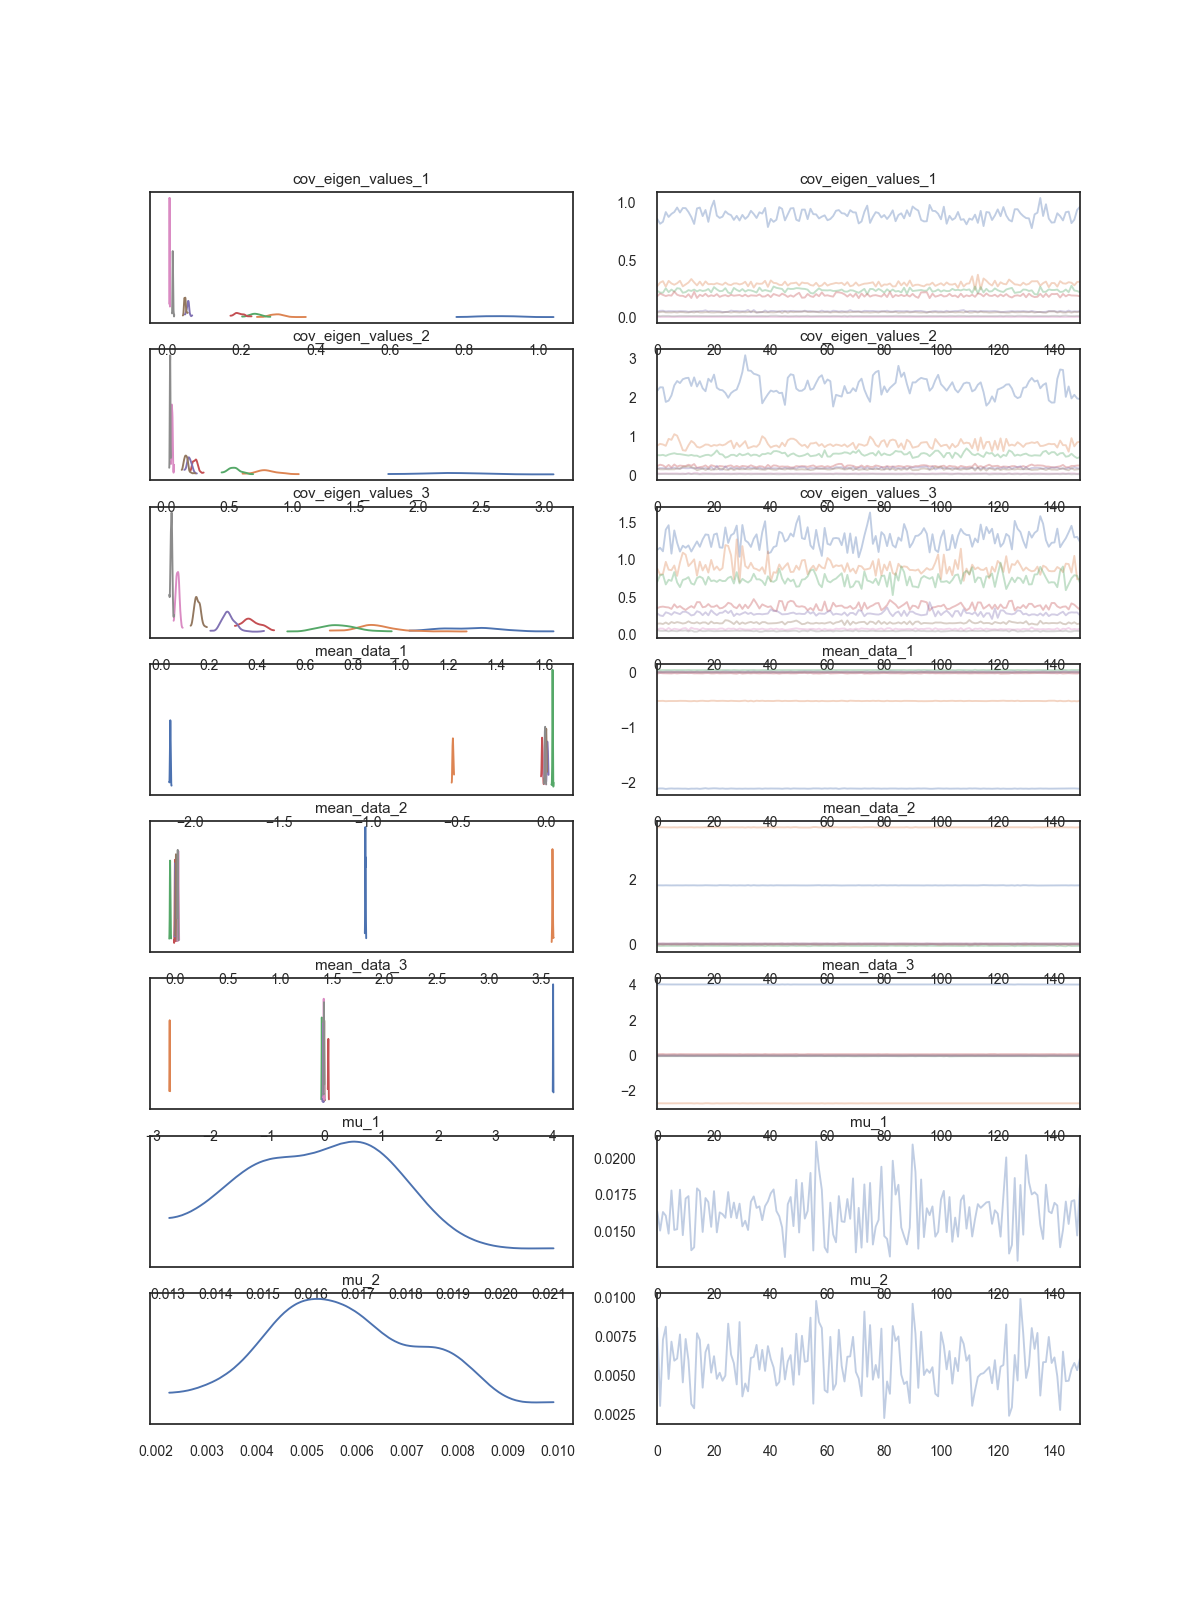 cov_eigen_values_1 cov_eigen_values_1
1.0
0.5
0.0
0.0 0.2 0.4 0.6 0.8 1.0 0 20 40 60 80 100 120 140
cov_eigen_values_2 cov_eigen_values_2
3
2
1
0
0.0 0.5 1.0 1.5 2.0 2.5 3.0 0 20 40 60 80 100 120 140
cov_eigen_values_3 cov_eigen_values_3
1.5
1.0
0.5
0.0
0.0 0.2 0.4 0.6 0.8 1.0 1.2 1.4 1.6 0 20 40 60 80 100 120 140
mean_data_1 mean_data_1
0
−1
−2
−2.0 −1.5 −1.0 −0.5 0.0 0 20 40 60 80 100 120 140
mean_data_2 mean_data_2
2
0
0.0 0.5 1.0 1.5 2.0 2.5 3.0 3.5 0 20 40 60 80 100 120 140
mean_data_3 mean_data_3
4
2
0
−2
−3 −2 −1 0 1 2 3 4 0 20 40 60 80 100 120 140
mu_1 mu_1
0.0200
0.0175
0.0150
0.013 0.014 0.015 0.016 0.017 0.018 0.019 0.020 0.021 0 20 40 60 80 100 120 140
mu_2 mu_2
0.0100
0.0075
0.0050
0.0025
0.002 0.003 0.004 0.005 0.006 0.007 0.008 0.009 0.010 0 20 40 60 80 100 120 140